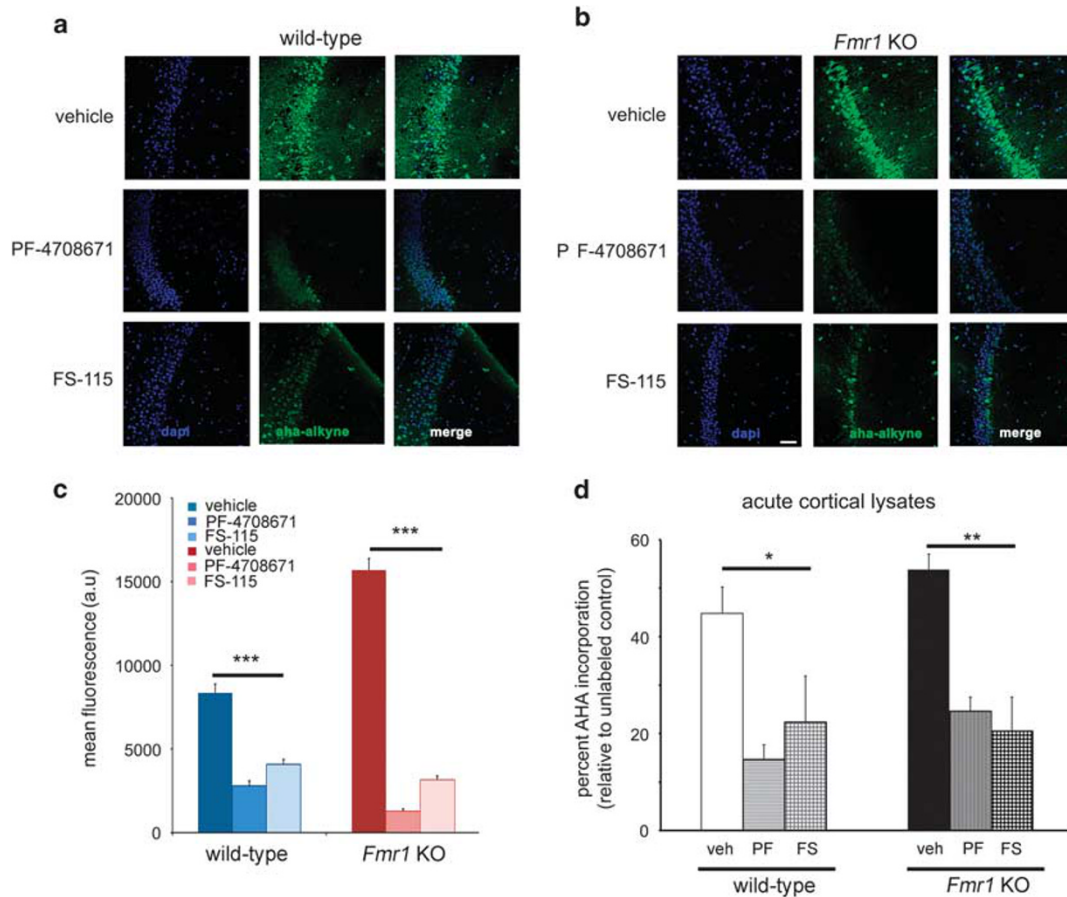 a
wild-type
vehicle
PF-4708671
FS-115
dapi
aha-alkyne
merge
b
Fmr1 KO
vehicle
P F-4708671
FS-115
dapi
aha-alkyne
merge
c
20000
15000
10000
5000
0
mean fluorescence (a.u)
vehicle
PF-4708671
FS-115
vehicle
PF-4708671
FS-115
***
***
wild-type
Fmr1 KO
d
acute cortical lysates
60
40
20
0
percent AHA incorporation
(relative to unlabeled control)
*
**
veh PF FS
veh PF FS
wild-type
Fmr1 KO